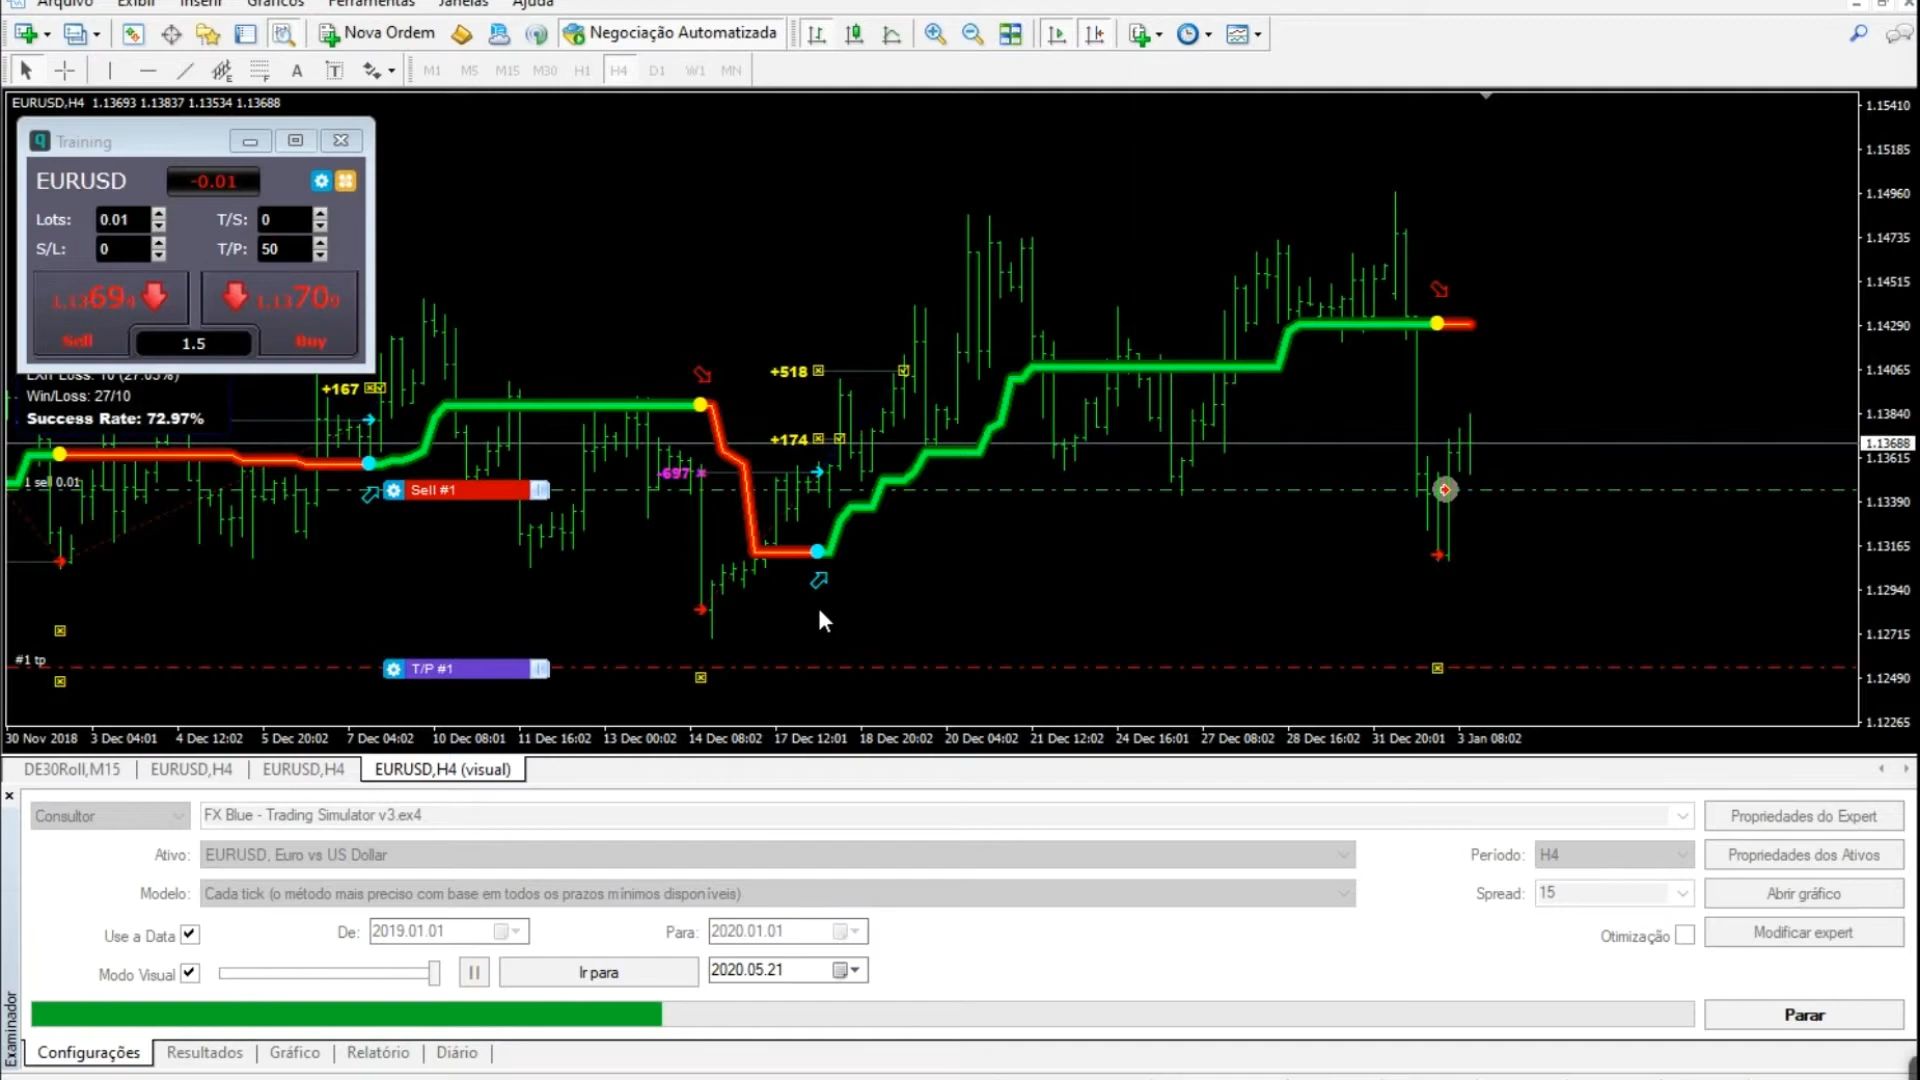 Arquivo Exibir Inserir Gráficos Ferramentas Janelas Ajuda
Nova Ordem Negociação Automatizada
A T M1 M5 M15 M30 H1 H4 D1 W1 MN
EURUSD,H4 1.13693 1.13837 1.13534 1.13688
Training
EURUSD -0.01
Lots: 0.01 T/S: 0
S/L: 0 T/P: 50
1.13694 1.13709
Sell 1.5 Buy
Exit Loss: 10 (27.03%)
Win/Loss: 27/10
Success Rate: 72.97%
+167
+518
+174
-697
1 sell 0.01
Sell #1
#1 tp
T/P #1
1.15410
1.15185
1.14960
1.14735
1.14515
1.14290
1.14065
1.13840
1.13688
1.13615
1.13390
1.13165
1.12940
1.12715
1.12490
1.12265
30 Nov 2018 3 Dec 04:01 4 Dec 12:02 5 Dec 20:02 7 Dec 04:02 10 Dec 08:01 11 Dec 16:02 13 Dec 00:02 14 Dec 08:02 17 Dec 12:01 18 Dec 20:02 20 Dec 04:02 21 Dec 12:02 24 Dec 16:01 27 Dec 08:02 28 Dec 16:02 31 Dec 20:01 3 Jan 08:02
DE30Roll,M15 EURUSD,H4 EURUSD,H4 EURUSD,H4 (visual)
Consultor FX Blue - Trading Simulator v3.ex4 Propriedades do Expert
Ativo: EURUSD, Euro vs US Dollar Período: H4 Propriedades dos Ativos
Modelo: Cada tick (o método mais preciso com base em todos os prazos mínimos disponíveis) Spread: 15 Abrir gráfico
Use a Data De: 2019.01.01 Para: 2020.01.01 Otimização Modificar expert
Modo Visual Ir para 2020.05.21
Parar
Examinador
Configurações Resultados Gráfico Relatório Diário